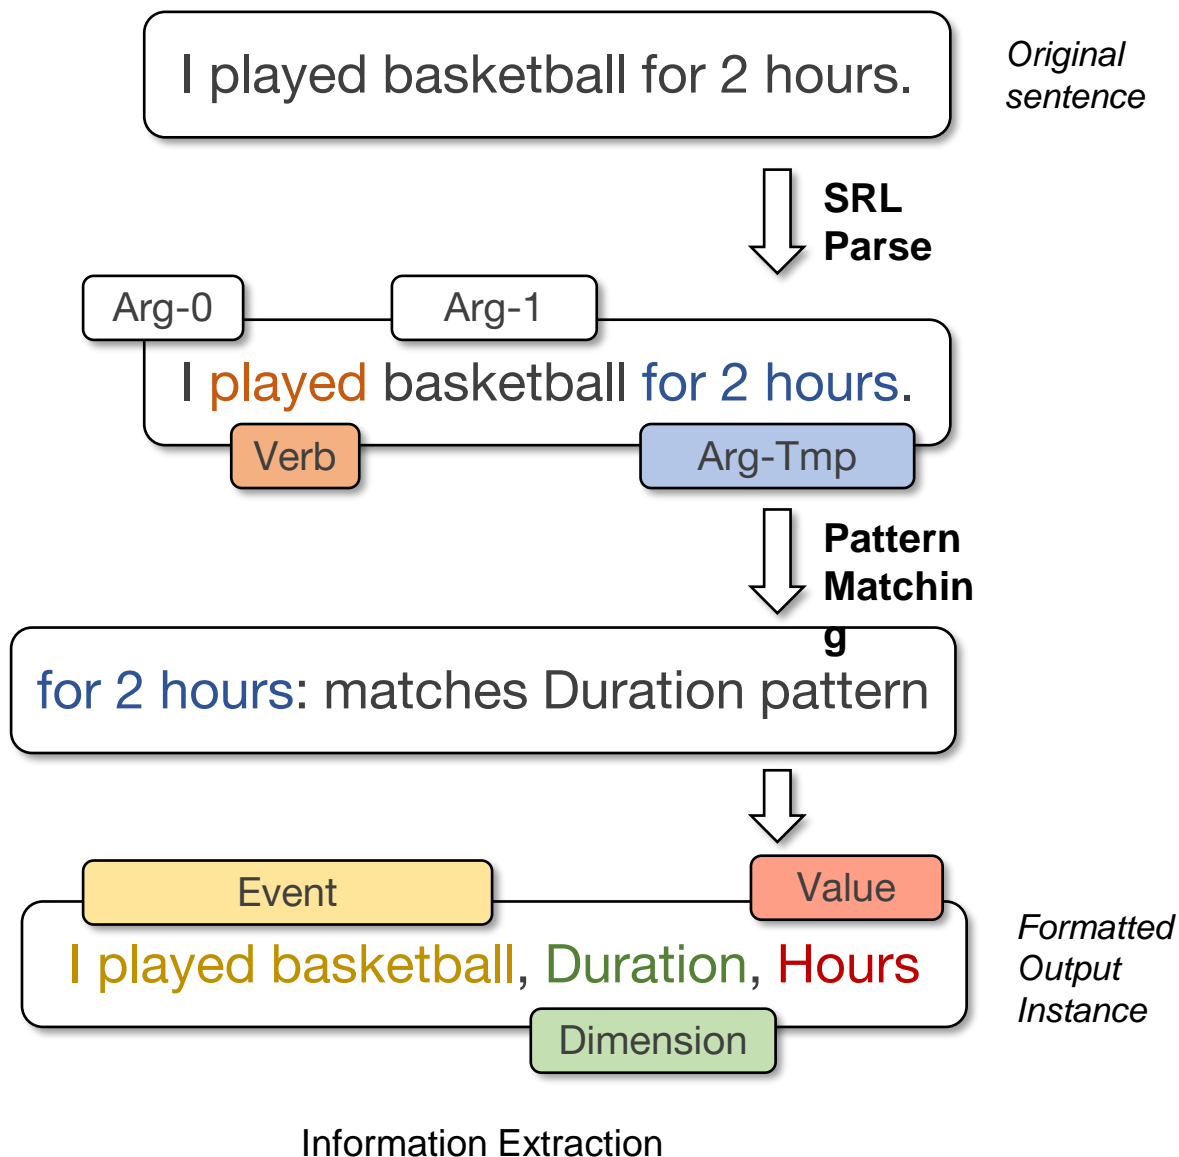 I played basketball for 2 hours.
Original
sentence
SRL
Parse
Arg-0
Arg-1
I played basketball for 2 hours.
Verb
Arg-Tmp
Pattern
Matchin
g
for 2 hours: matches Duration pattern
Event
Value
I played basketball, Duration, Hours
Dimension
Formatted
Output
Instance
Information Extraction